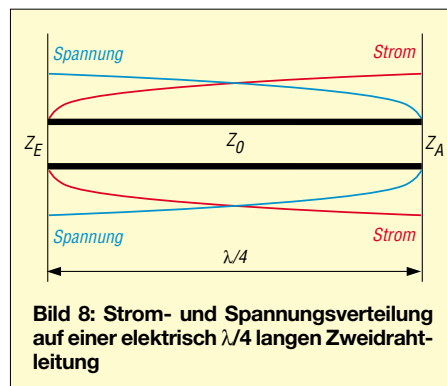 Spannung Strom
Z_E Z_0 Z_A
Spannung Strom
λ/4
Bild 8: Strom- und Spannungsverteilung
auf einer elektrisch λ/4 langen Zweidraht-
leitung